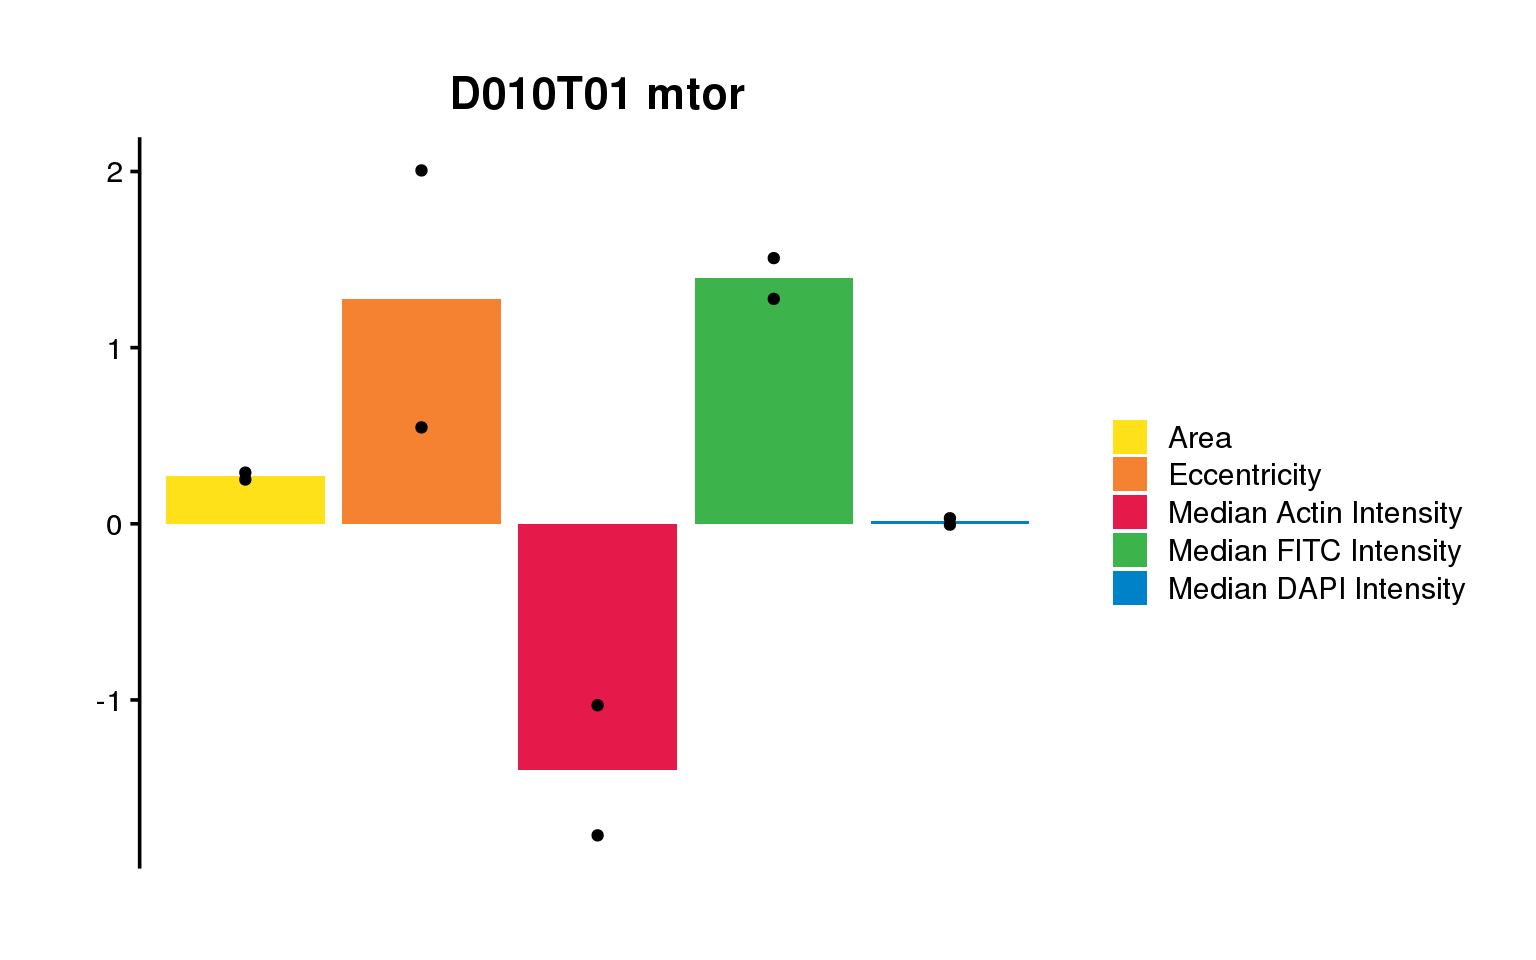 D010T01 mtor
2
1
0
-1
Area
Eccentricity
Median Actin Intensity
Median FITC Intensity
Median DAPI Intensity